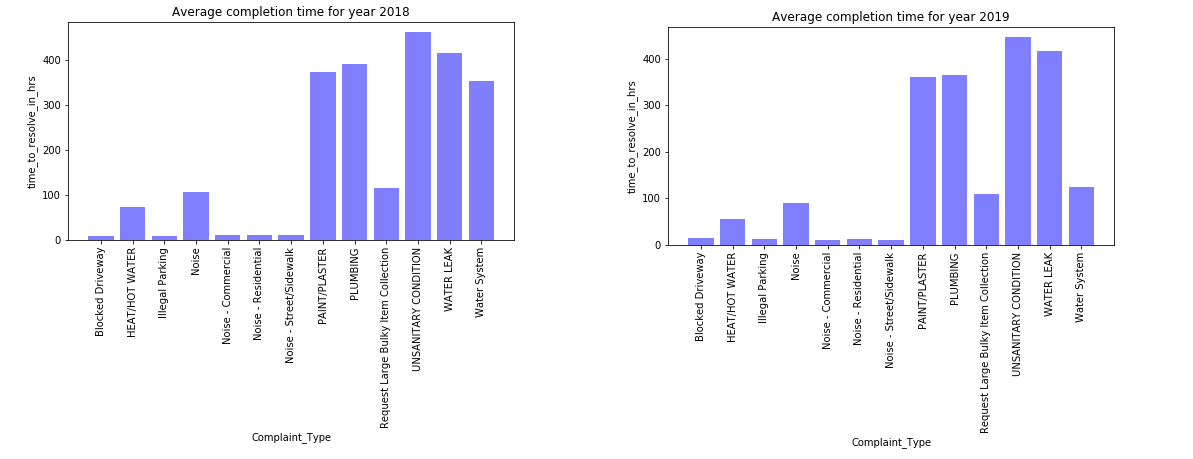 Average completion time for year 2018
time_to_resolve_in_hrs
400
300
200
100
0
Blocked Driveway
HEAT/HOT WATER
Illegal Parking
Noise
Noise - Commercial
Noise - Residential
Noise - Street/Sidewalk
PAINT/PLASTER
PLUMBING
Request Large Bulky Item Collection
UNSANITARY CONDITION
WATER LEAK
Water System
Complaint_Type
Average completion time for year 2019
time_to_resolve_in_hrs
400
300
200
100
0
Blocked Driveway
HEAT/HOT WATER
Illegal Parking
Noise
Noise - Commercial
Noise - Residential
Noise - Street/Sidewalk
PAINT/PLASTER
PLUMBING
Request Large Bulky Item Collection
UNSANITARY CONDITION
WATER LEAK
Water System
Complaint_Type